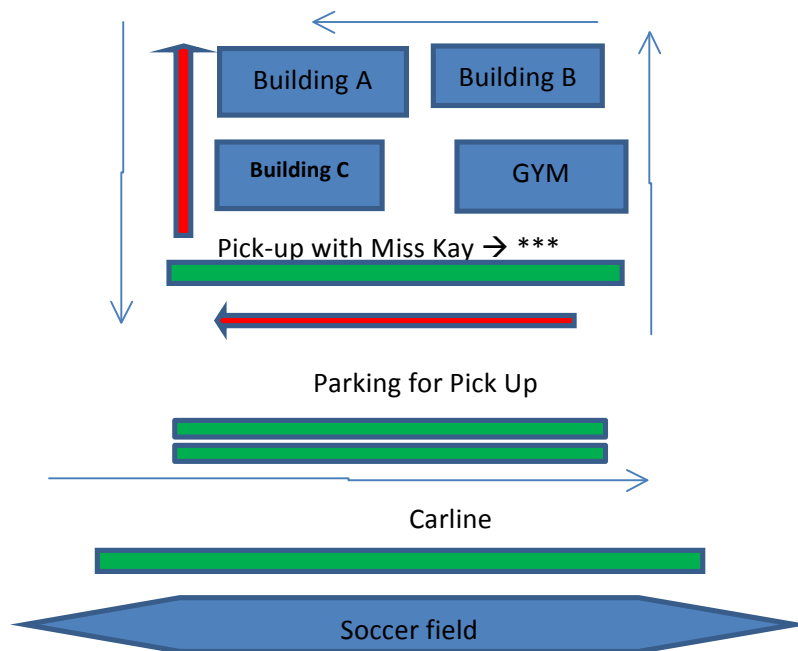 Building A
Building B
Building C
GYM
Pick-up with Miss Kay → ***
Parking for Pick Up
Carline
Soccer field